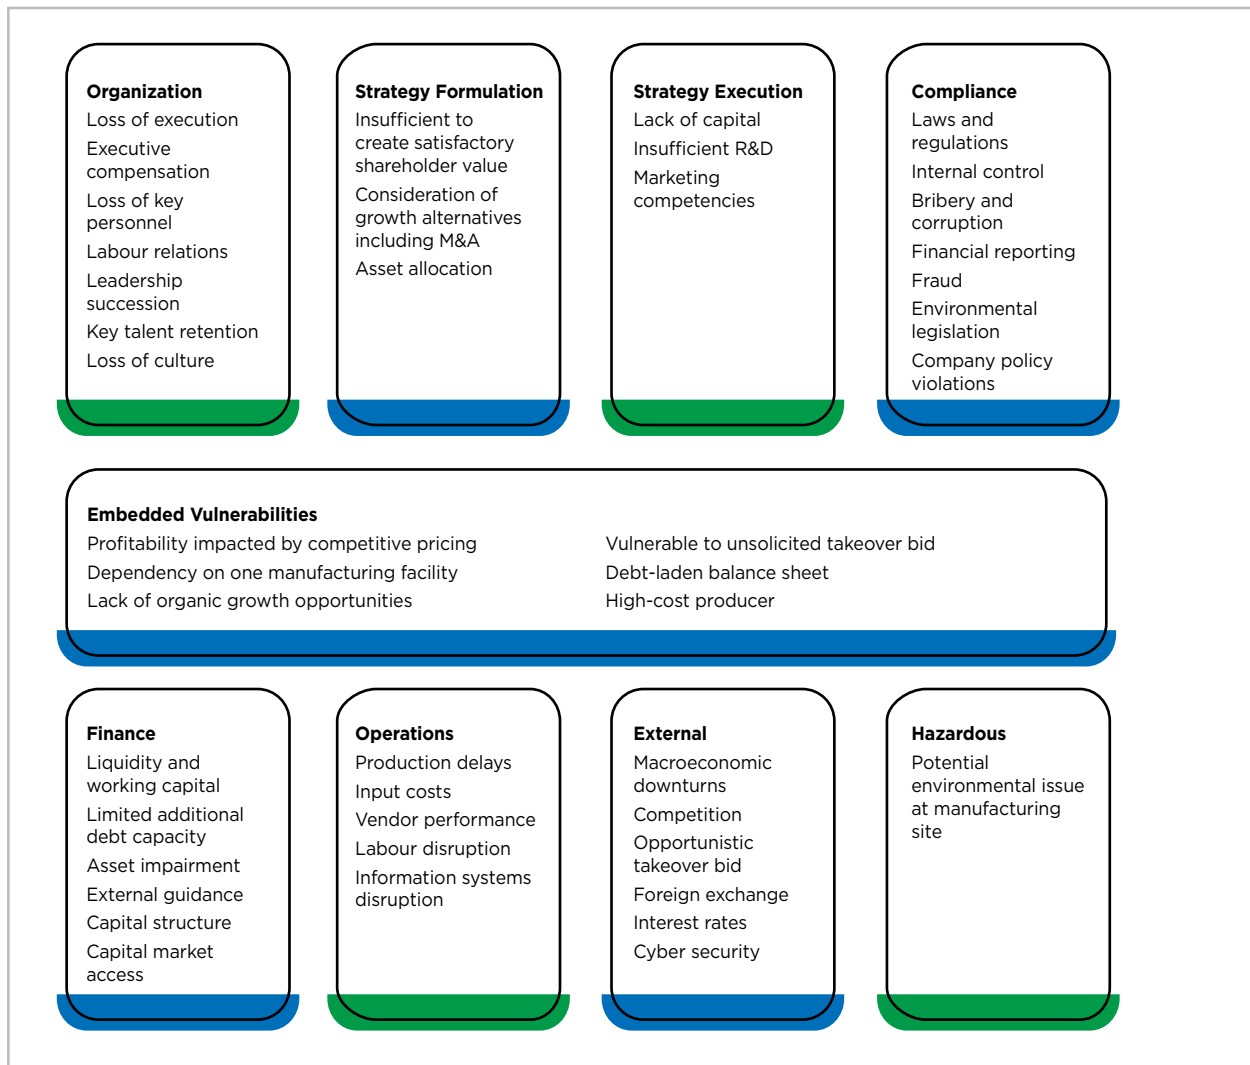 Organization
Loss of execution
Executive
compensation
Loss of key
personnel
Labour relations
Leadership
succession
Key talent retention
Loss of culture
Strategy Formulation
Insufficient to
create satisfactory
shareholder value
Consideration of
growth alternatives
including M&A
Asset allocation
Strategy Execution
Lack of capital
Insufficient R&D
Marketing
competencies
Compliance
Laws and
regulations
Internal control
Bribery and
corruption
Financial reporting
Fraud
Environmental
legislation
Company policy
violations
Embedded Vulnerabilities
Profitability impacted by competitive pricing
Dependency on one manufacturing facility
Lack of organic growth opportunities
Vulnerable to unsolicited takeover bid
Debt-laden balance sheet
High-cost producer
Finance
Liquidity and
working capital
Limited additional
debt capacity
Asset impairment
External guidance
Capital structure
Capital market
access
Operations
Production delays
Input costs
Vendor performance
Labour disruption
Information systems
disruption
External
Macroeconomic
downturns
Competition
Opportunistic
takeover bid
Foreign exchange
Interest rates
Cyber security
Hazardous
Potential
environmental issue
at manufacturing
site